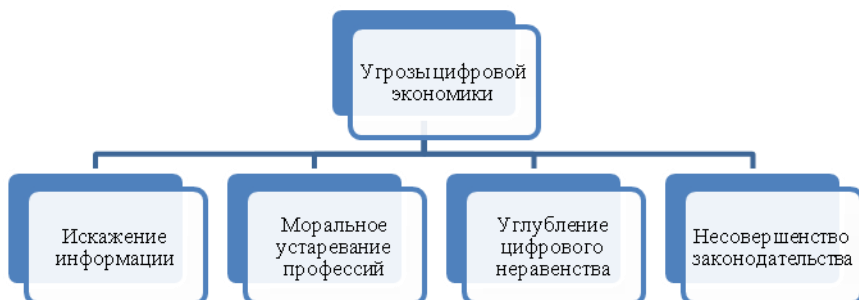 Угрозы цифровой
экономики
Искажение
информации
Моральное
устаревание
профессий
Углубление
цифрового
неравенства
Несовершенство
законодательства